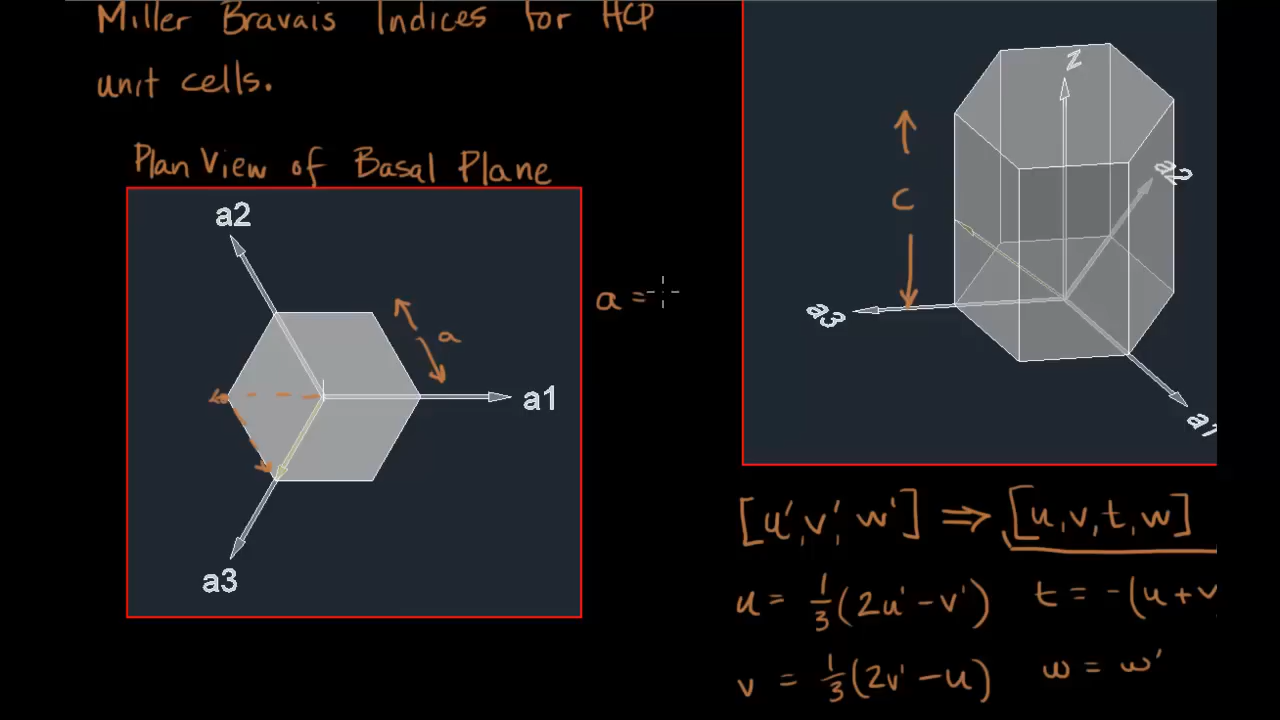 Miller Bravais Indices for HCP
unit cells.
Plan View of Basal Plane
a2
a
a1
a3
a =
z
a2
c
a3
a1
[u', v', w'] ⇒ [u, v, t, w]
u = 1/3 (2u' - v') t = -(u + v
v = 1/3 (2v' - u) w = w'